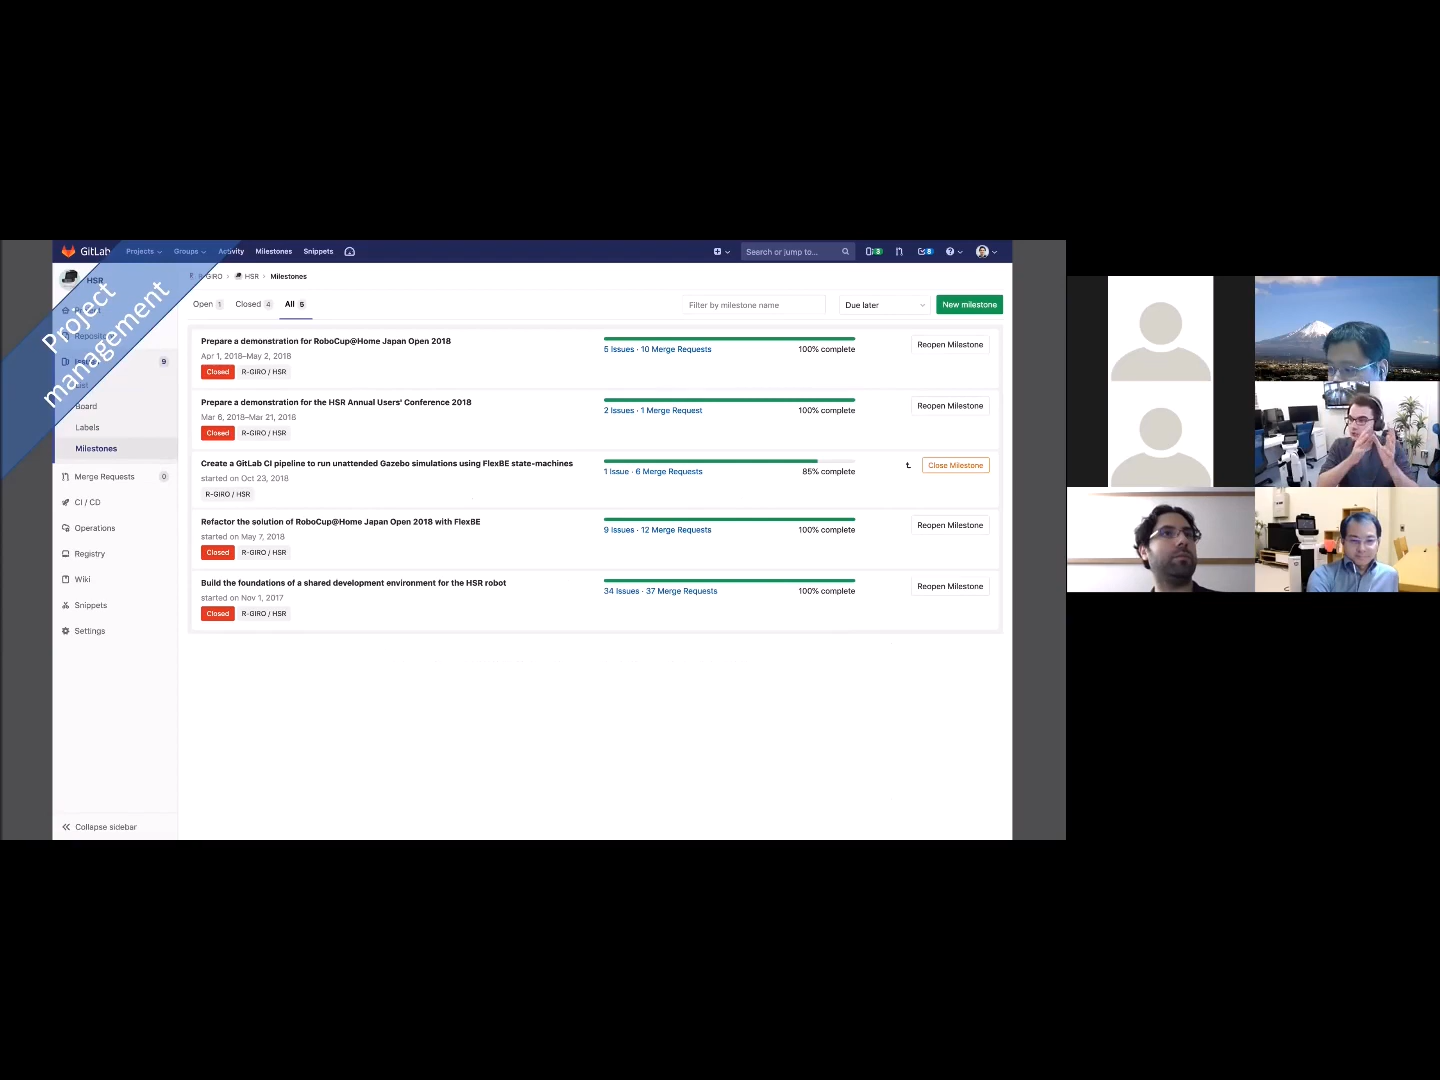 GitLab
Projects
Groups
Activity
Milestones
Snippets
Search or jump to...
3
8
Project
management
HSR
Board
Labels
Milestones
Merge Requests 0
CI / CD
Operations
Registry
Wiki
Snippets
Settings
Collapse sidebar
9
R-GIRO › HSR › Milestones
Open 1 Closed 4 All 5
Filter by milestone name
Due later
New milestone
Prepare a demonstration for RoboCup@Home Japan Open 2018
Apr 1, 2018–May 2, 2018
Closed R-GIRO / HSR
5 Issues · 10 Merge Requests 100% complete
Reopen Milestone
Prepare a demonstration for the HSR Annual Users' Conference 2018
Mar 6, 2018–Mar 21, 2018
Closed R-GIRO / HSR
2 Issues · 1 Merge Request 100% complete
Reopen Milestone
Create a GitLab CI pipeline to run unattended Gazebo simulations using FlexBE state-machines
started on Oct 23, 2018
R-GIRO / HSR
1 Issue · 6 Merge Requests 85% complete
Close Milestone
Refactor the solution of RoboCup@Home Japan Open 2018 with FlexBE
started on May 7, 2018
Closed R-GIRO / HSR
9 Issues · 12 Merge Requests 100% complete
Reopen Milestone
Build the foundations of a shared development environment for the HSR robot
started on Nov 1, 2017
Closed R-GIRO / HSR
34 Issues · 37 Merge Requests 100% complete
Reopen Milestone